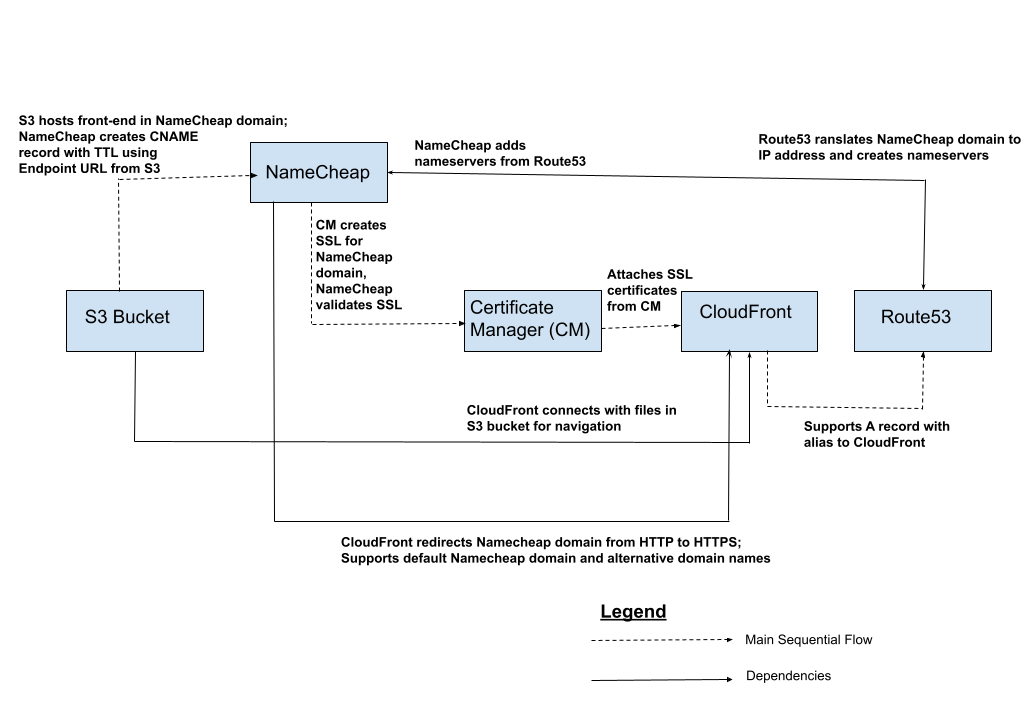 S3 hosts front-end in NameCheap domain;
NameCheap creates CNAME
record with TTL using
Endpoint URL from S3
NameCheap
NameCheap adds
nameservers from Route53
Route53 ranslates NameCheap domain to
IP address and creates nameservers
CM creates
SSL for
NameCheap
domain,
NameCheap
validates SSL
Attaches SSL
certificates
from CM
S3 Bucket
Certificate
Manager (CM)
CloudFront
Route53
CloudFront connects with files in
S3 bucket for navigation
Supports A record with
alias to CloudFront
CloudFront redirects Namecheap domain from HTTP to HTTPS;
Supports default Namecheap domain and alternative domain names
Legend
Main Sequential Flow
Dependencies